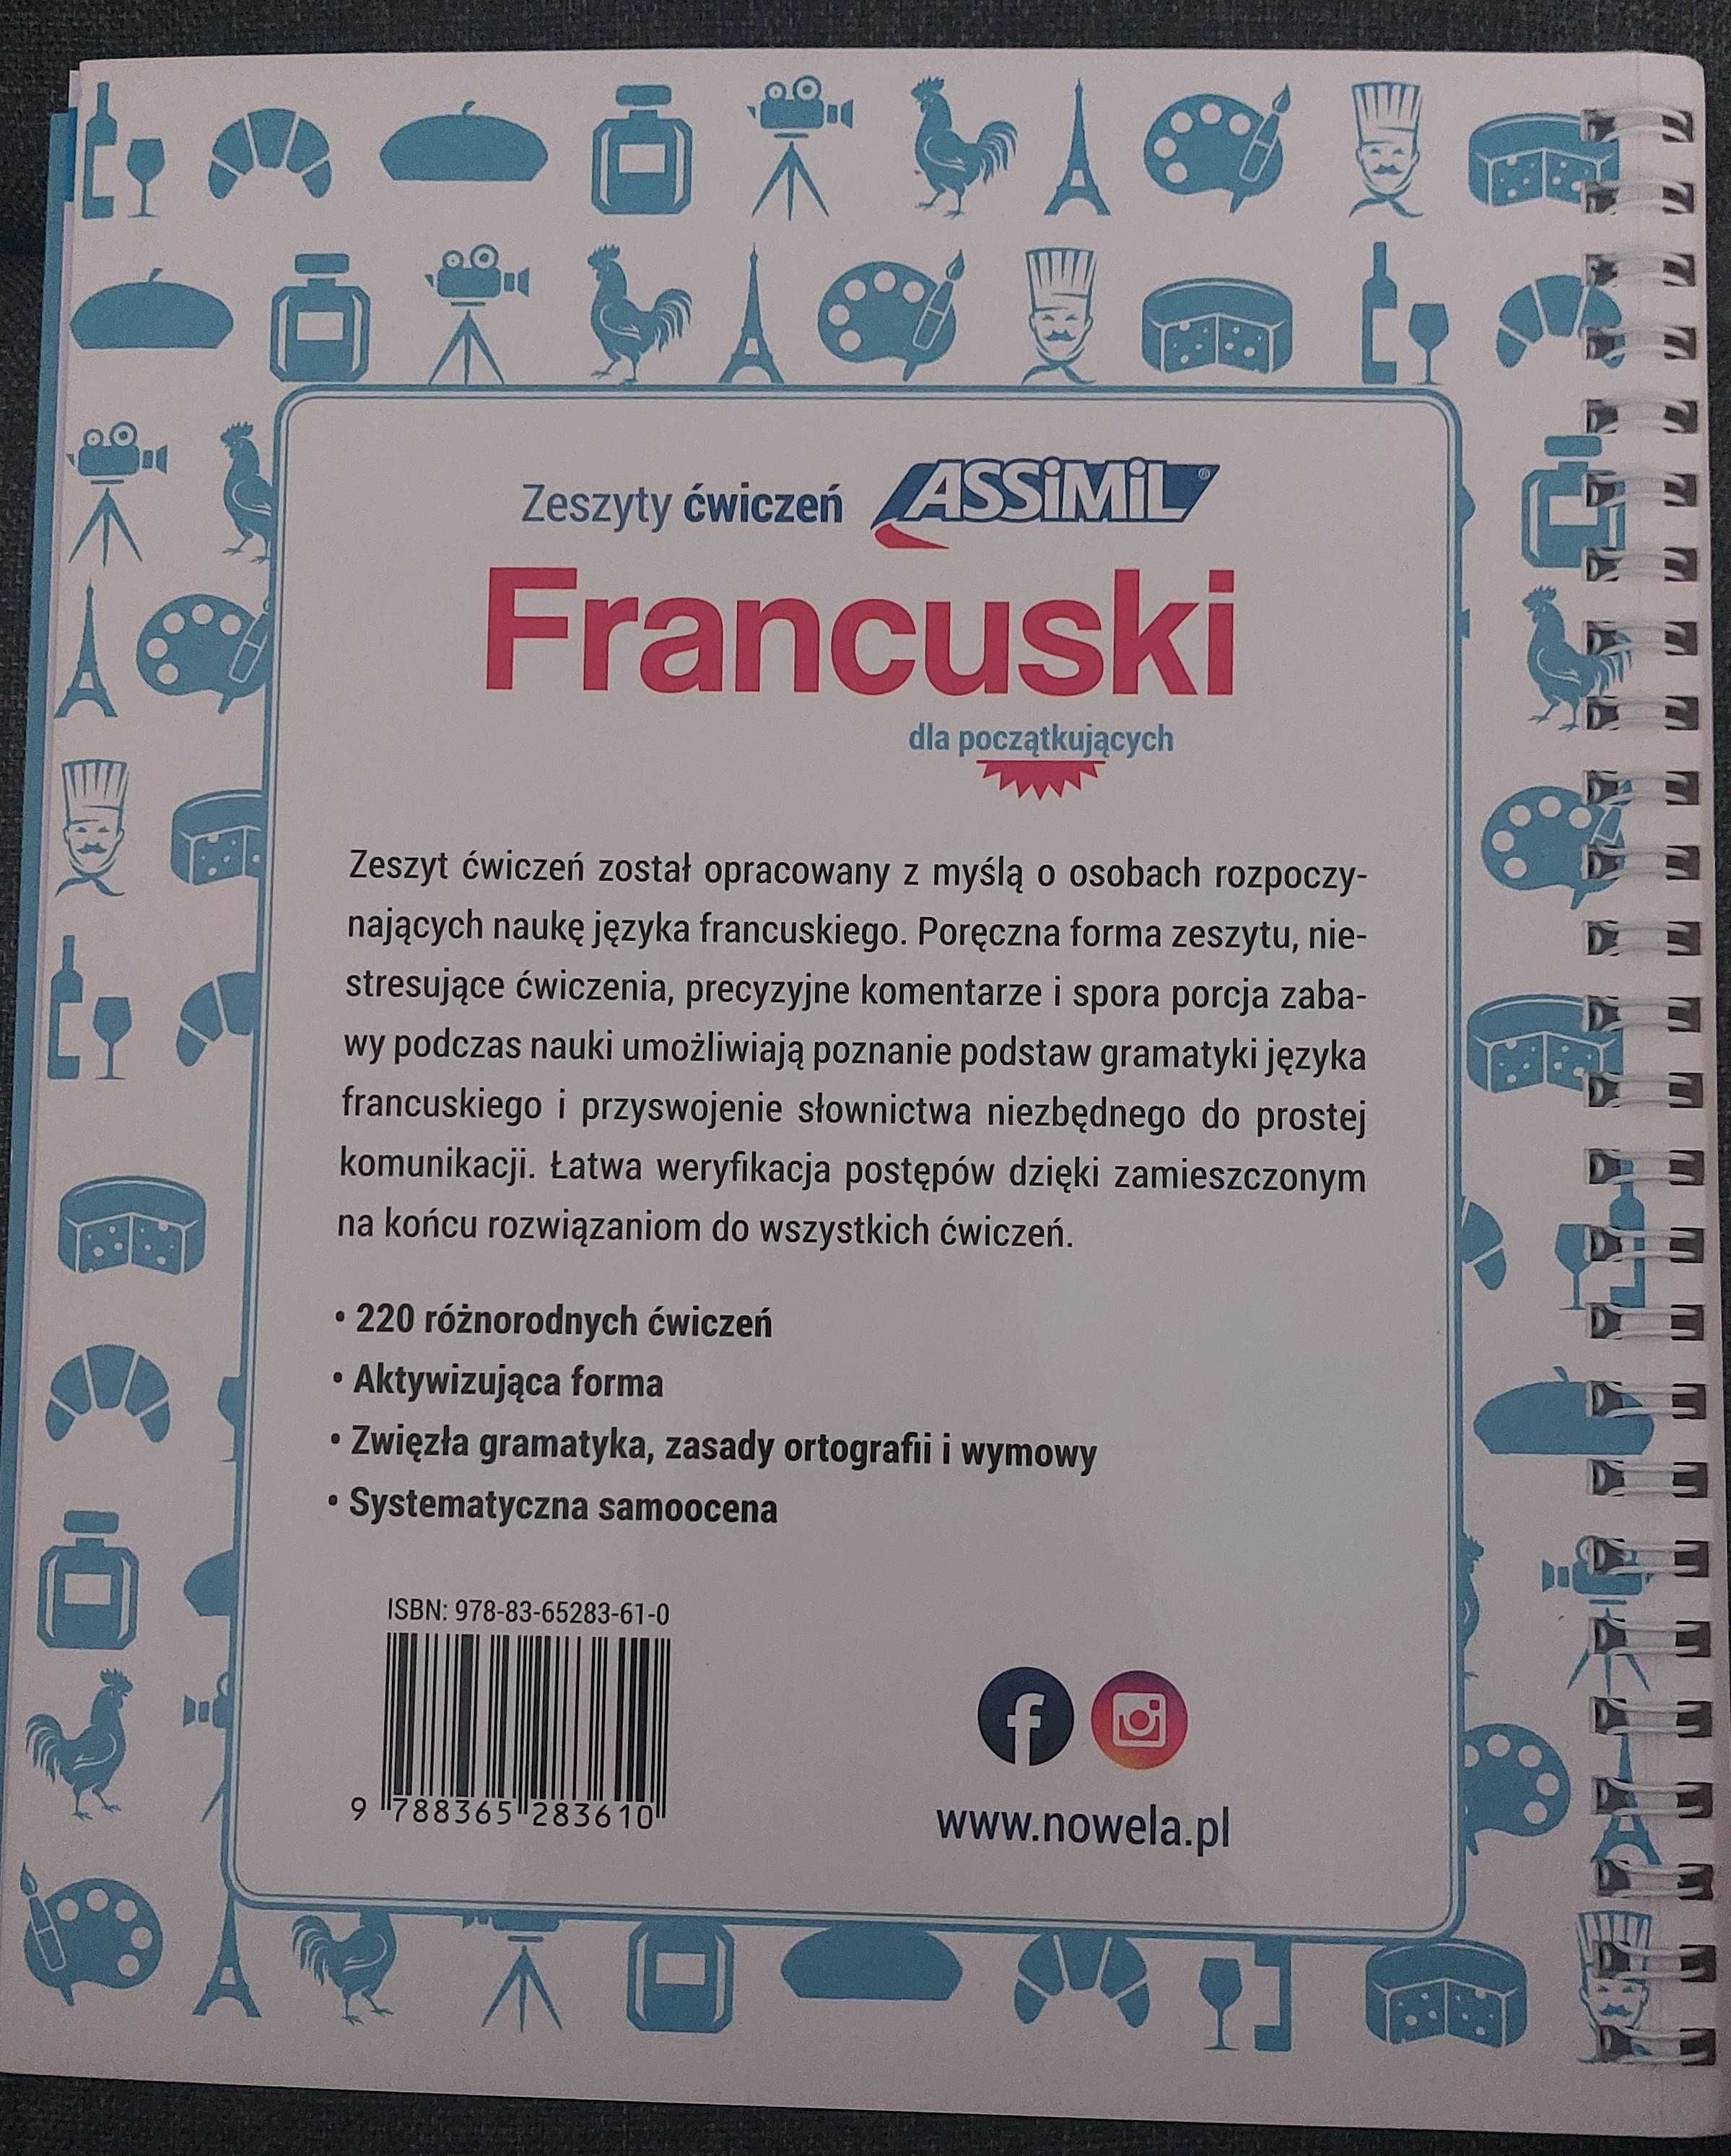 Zeszyty ćwiczeń ASSiMiL®
Francuski
dla początkujących
Zeszyt ćwiczeń został opracowany z myślą o osobach rozpoczy-
nających naukę języka francuskiego. Poręczna forma zeszytu, nie-
stresujące ćwiczenia, precyzyjne komentarze i spora porcja zaba-
wy podczas nauki umożliwiają poznanie podstaw gramatyki języka
francuskiego i przyswojenie słownictwa niezbędnego do prostej
komunikacji. Łatwa weryfikacja postępów dzięki zamieszczonym
na końcu rozwiązaniom do wszystkich ćwiczeń.
• 220 różnorodnych ćwiczeń
• Aktywizująca forma
• Zwięzła gramatyka, zasady ortografii i wymowy
• Systematyczna samoocena
ISBN: 978-83-65283-61-0
9 788365 283610
www.nowela.pl